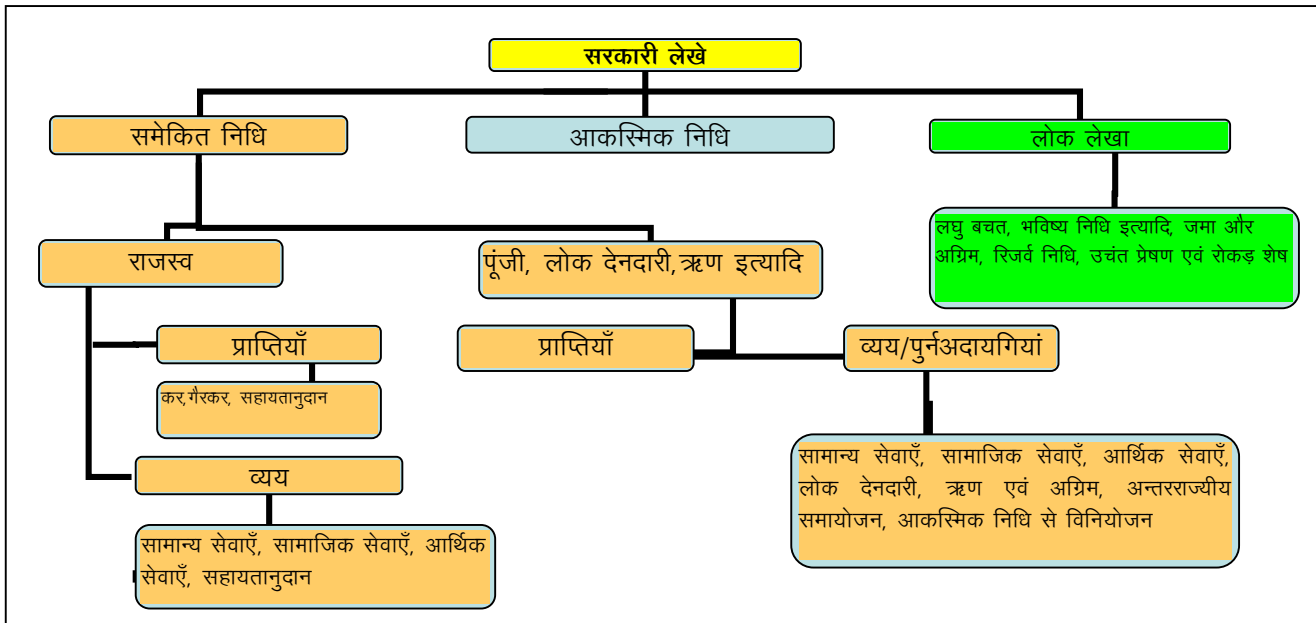 सरकारी लेखे
समेकित निधि
आकस्मिक निधि
लोक लेखा
लघु बचत, भविष्य निधि इत्यादि, जमा और
अग्रिम, रिजर्व निधि, उचंत प्रेषण एवं रोकड़ शेष
राजस्व
पूंजी, लोक देनदारी,ऋण इत्यादि
प्राप्तियाँ
कर,गैरकर, सहायतानुदान
प्राप्तियाँ
व्यय/पुर्नअदायगियां
व्यय
सामान्य सेवाएँ, सामाजिक सेवाएँ, आर्थिक
सेवाएँ, सहायतानुदान
सामान्य सेवाएँ, सामाजिक सेवाएँ, आर्थिक सेवाएँ,
लोक देनदारी, ऋण एवं अग्रिम, अन्तरराज्यीय
समायोजन, आकस्मिक निधि से विनियोजन